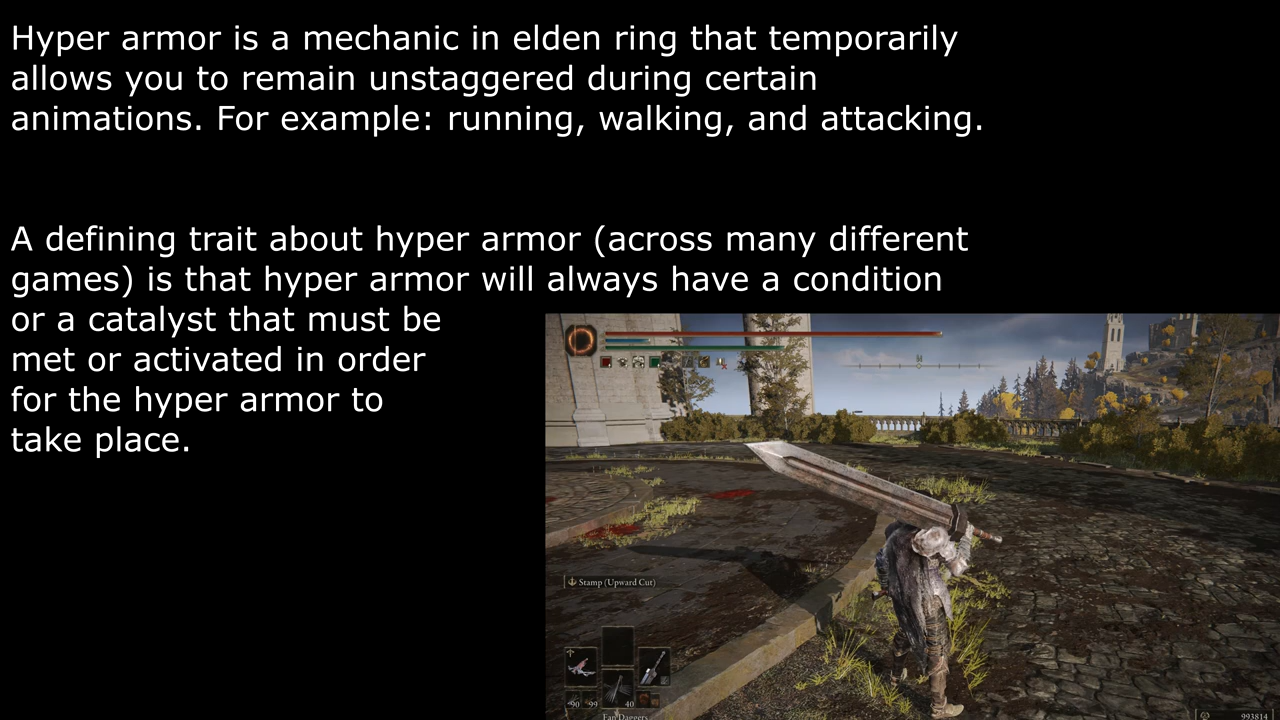 Hyper armor is a mechanic in elden ring that temporarily
allows you to remain unstaggered during certain
animations. For example: running, walking, and attacking.
A defining trait about hyper armor (across many different
games) is that hyper armor will always have a condition
or a catalyst that must be
met or activated in order
for the hyper armor to
take place.
Stamp (Upward Cut)
90 99 40
Fan Daggers
993814